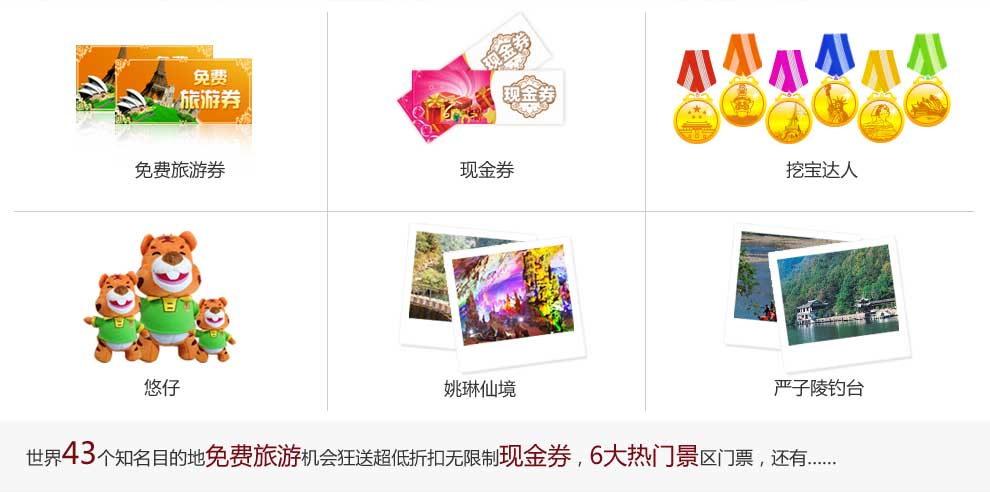 免费
免费
旅游券
现金券
现金券
免费旅游券
现金券
挖宝达人
悠仔
姚琳仙境
严子陵钓台
世界43个知名目的地免费旅游机会狂送超低折扣无限制现金券，6大热门景区门票，还有......